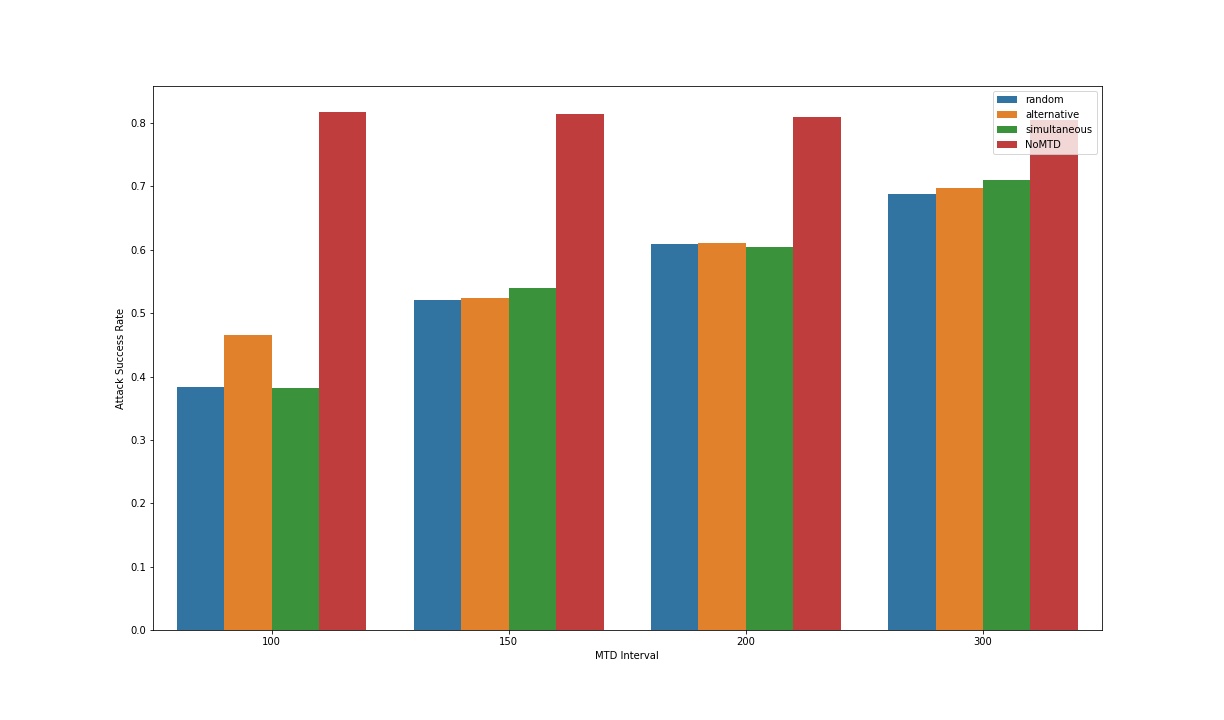 random
alternative
simultaneous
NoMTD
0.8
0.7
0.6
0.5
0.4
0.3
0.2
0.1
0.0
Attack Success Rate
100
150
200
300
MTD Interval